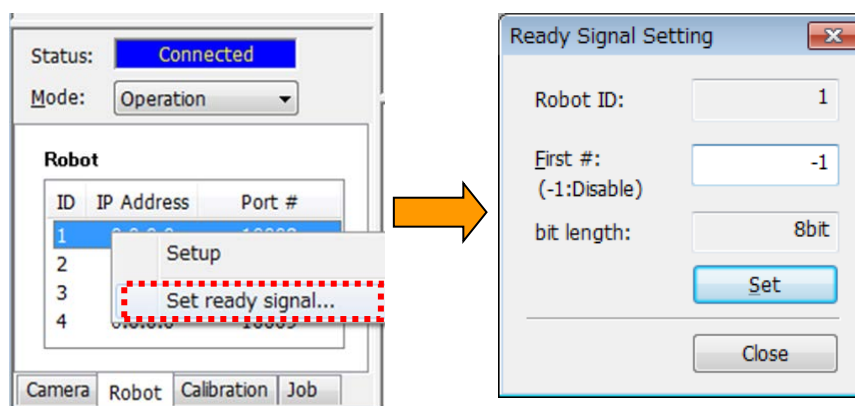 Status: Connected
Mode: Operation
Robot
ID IP Address Port #
1
2
3
4
Setup
Set ready signal...
Camera Robot Calibration Job
Ready Signal Setting
Robot ID: 1
First #: -1
(-1:Disable)
bit length: 8bit
Set
Close